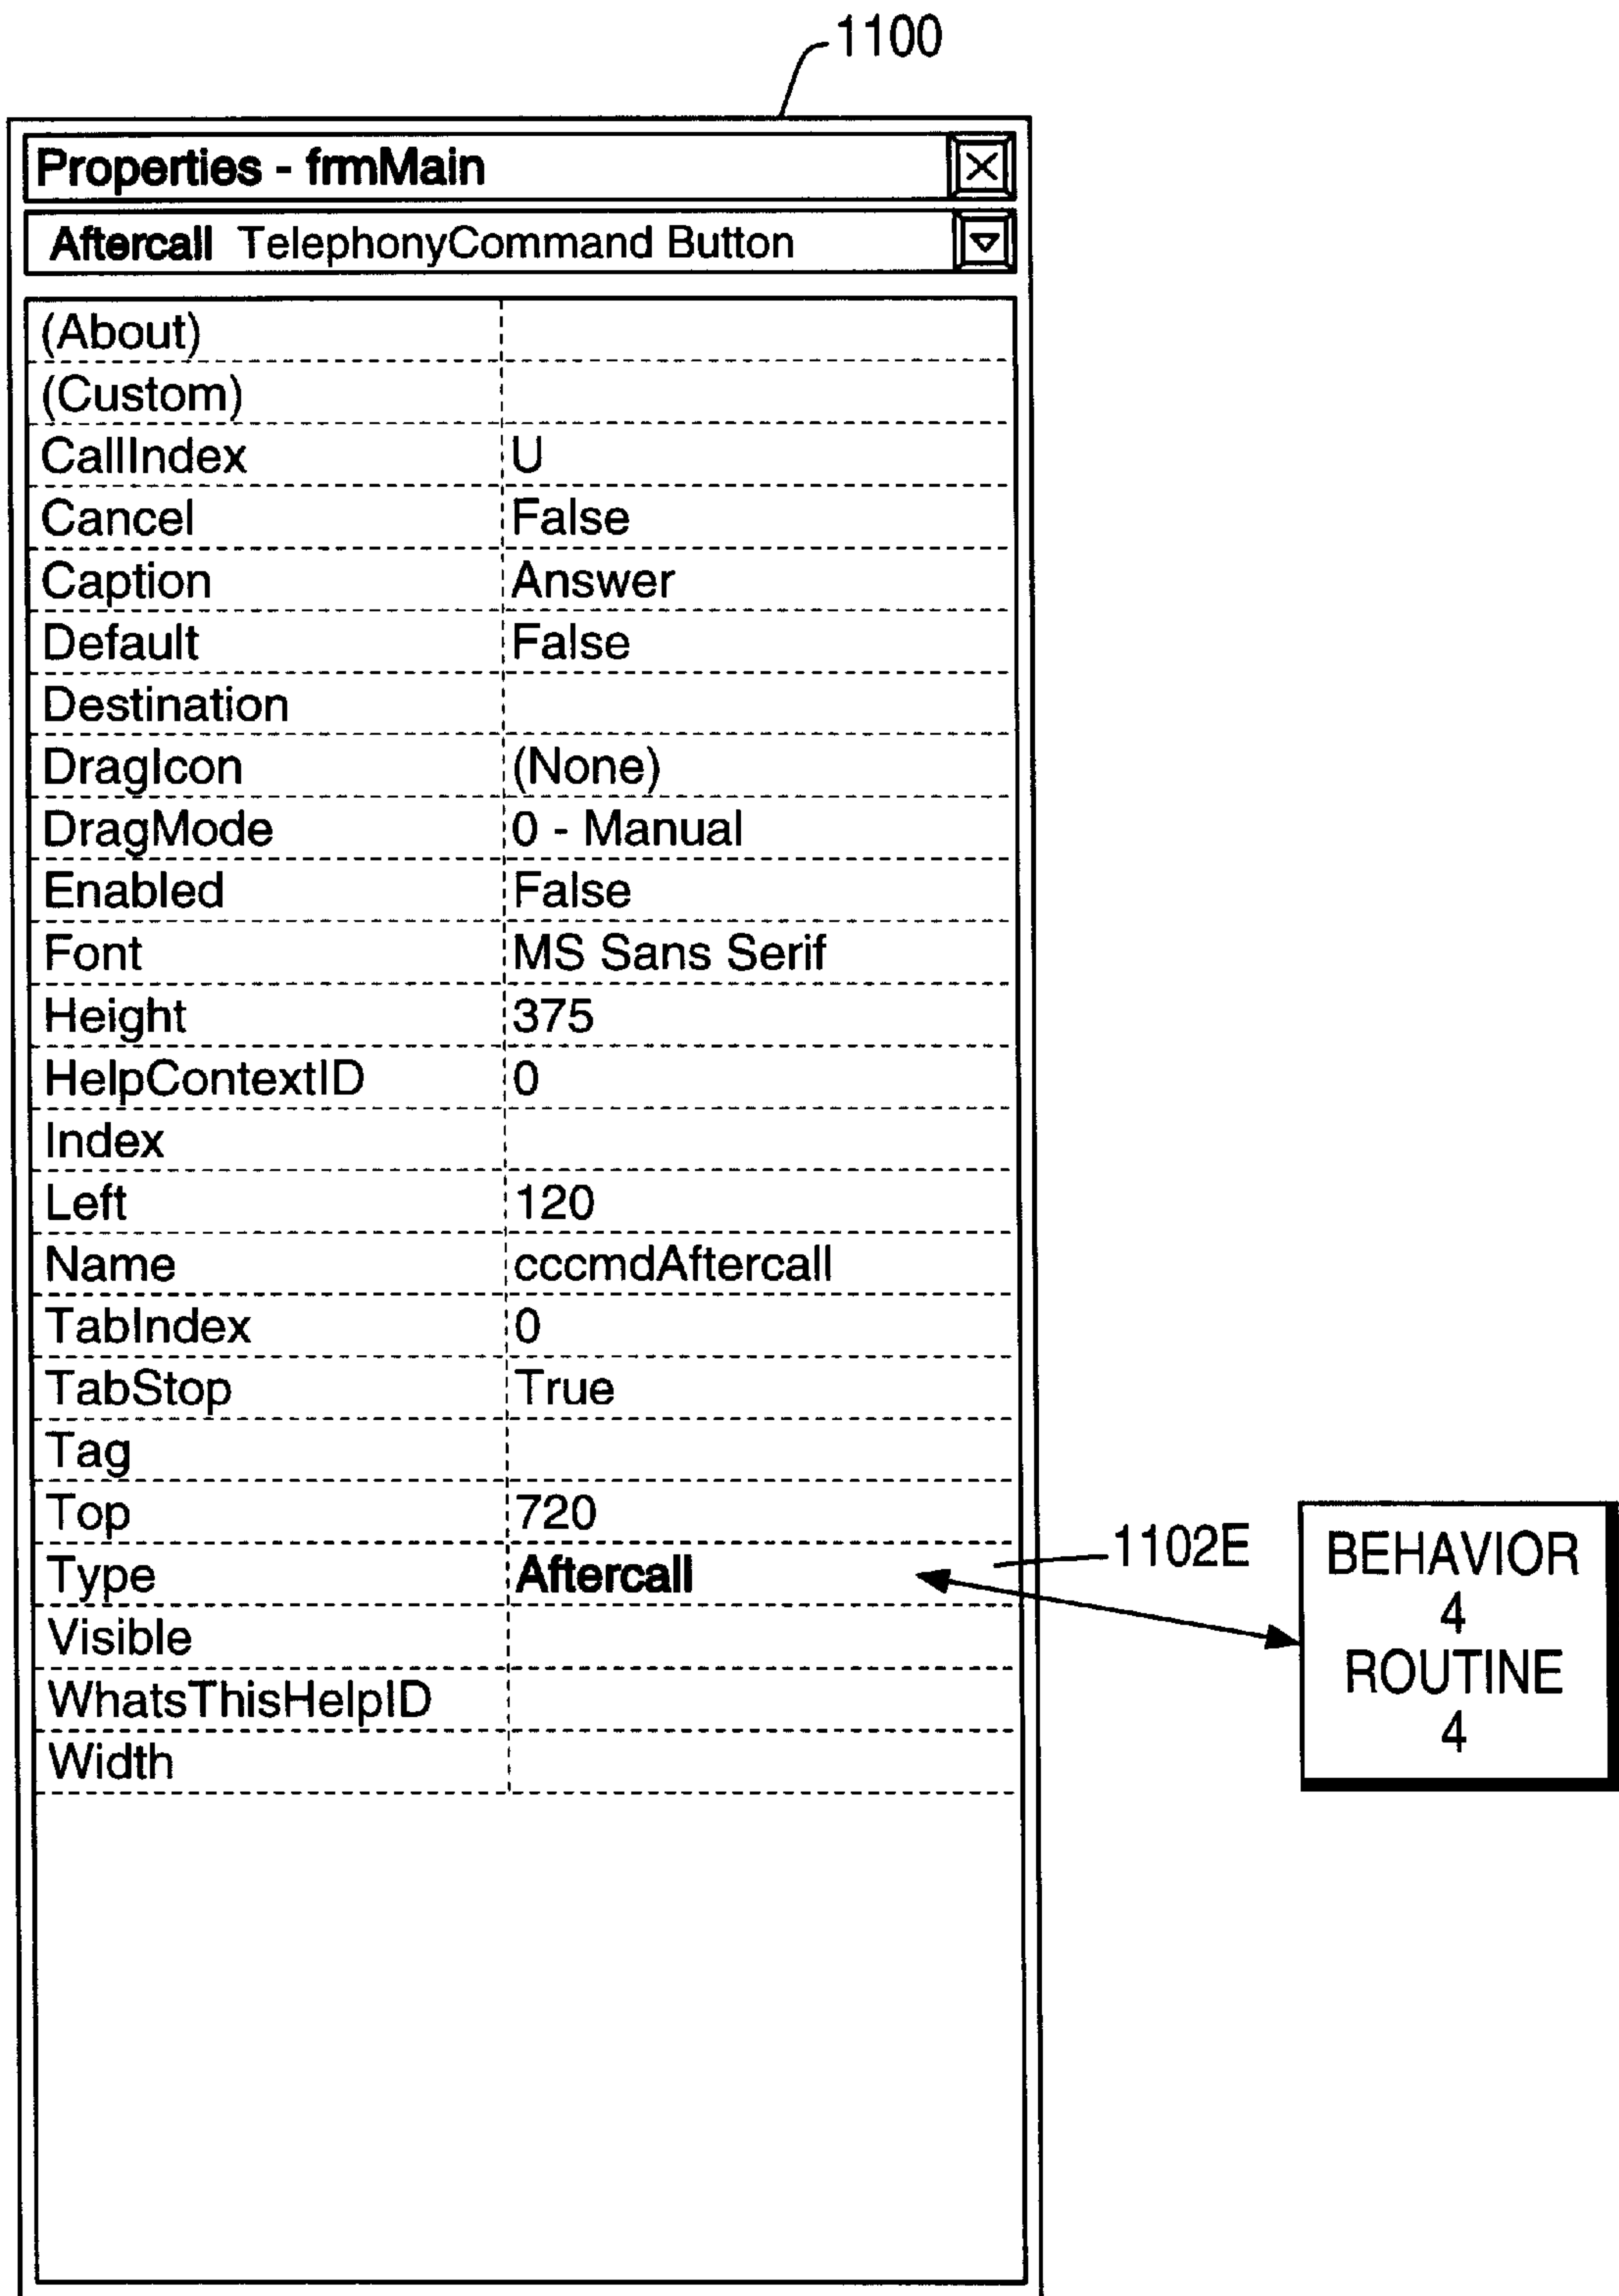 1100
Properties - frmMain
Aftercall TelephonyCommand Button
(About)
(Custom)
CallIndex U
Cancel False
Caption Answer
Default False
Destination
DragIcon (None)
DragMode 0 - Manual
Enabled False
Font MS Sans Serif
Height 375
HelpContextID 0
Index
Left 120
Name cccmdAftercall
TabIndex 0
TabStop True
Tag
Top 720
Type Aftercall
1102E
Visible
WhatsThisHelpID
Width
BEHAVIOR
4
ROUTINE
4